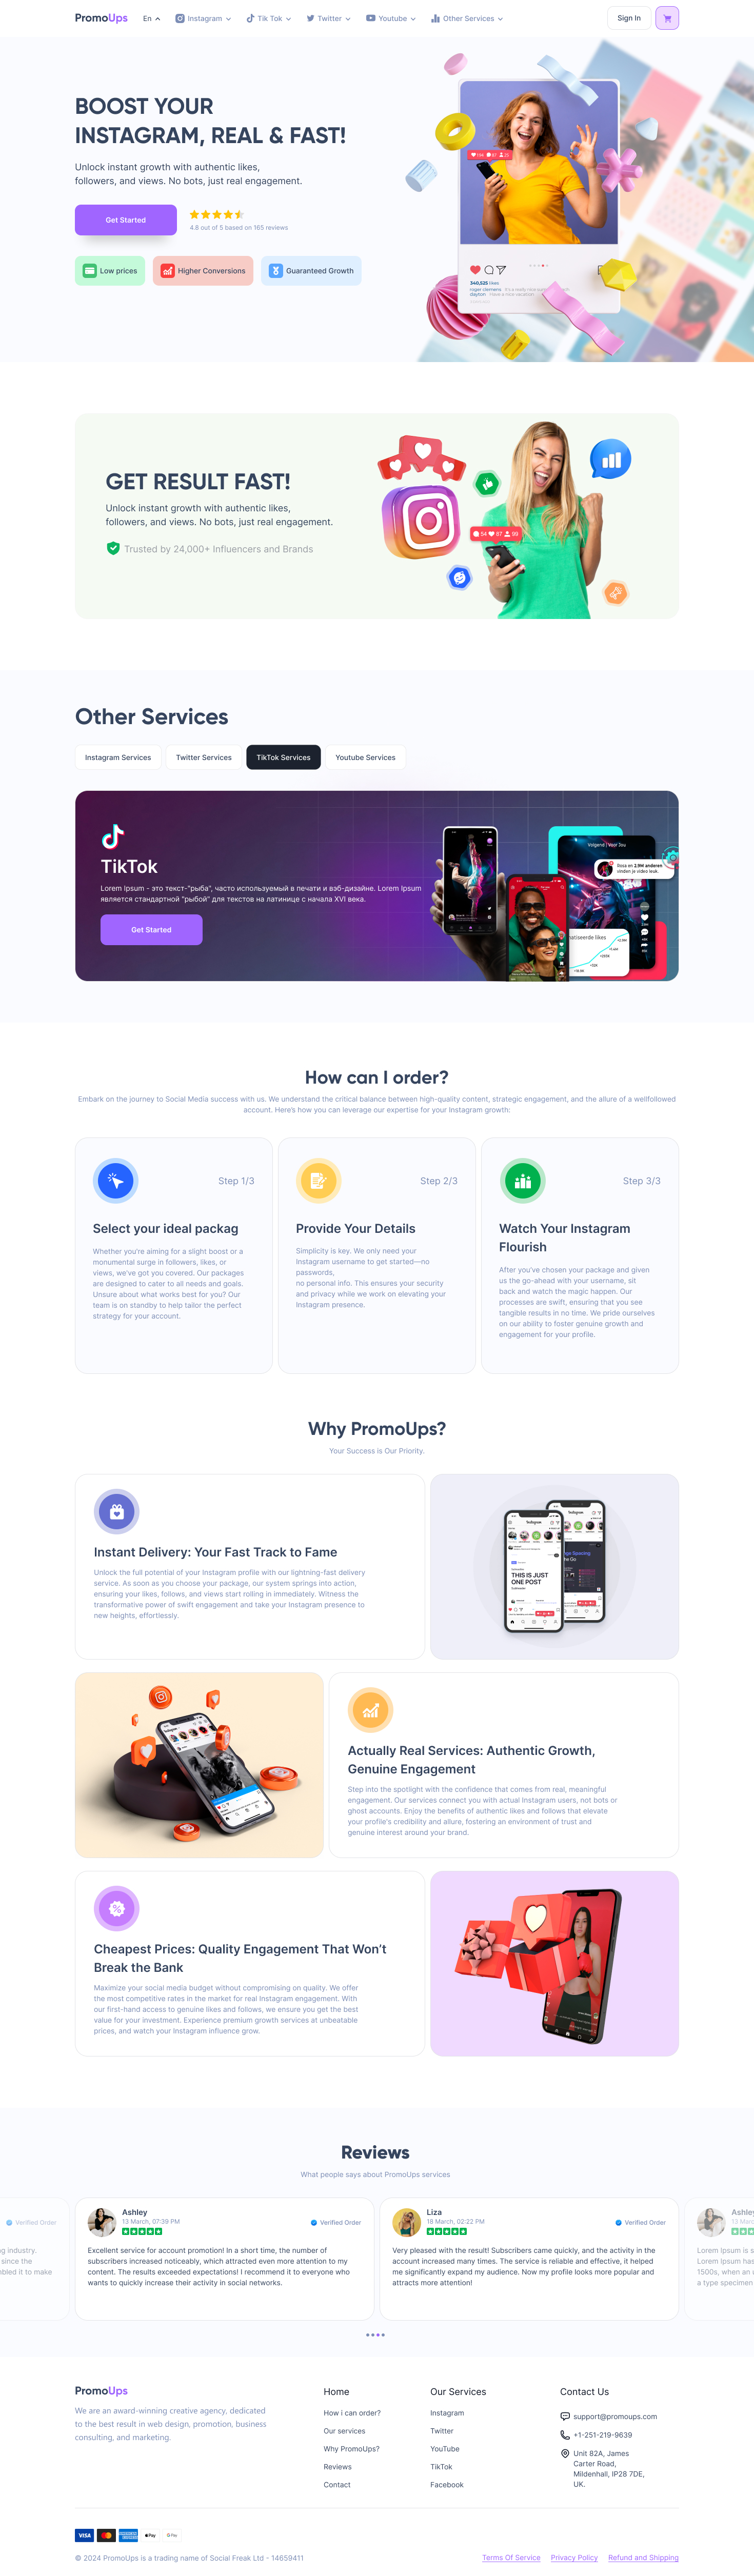 PromoUps
En
Instagram
Tik Tok
Twitter
Youtube
Other Services
Sign In
BOOST YOUR
INSTAGRAM, REAL & FAST!
Unlock instant growth with authentic likes,
followers, and views. No bots, just real engagement.
Get Started
4.8 out of 5 based on 165 reviews
Low prices
Higher Conversions
Guaranteed Growth
340,525 likes
GET RESULT FAST!
Unlock instant growth with authentic likes,
followers, and views. No bots, just real engagement.
Trusted by 24,000+ Influencers and Brands
54 87 99
Other Services
Instagram Services
Twitter Services
TikTok Services
Youtube Services
TikTok
Lorem Ipsum - это текст-"рыба", часто используемый в печати и вэб-дизайне. Lorem Ipsum
является стандартной "рыбой" для текстов на латинице с начала XVI века.
Get Started
Volgend | Voor Jou
Rosa en 2.9M anderen
vinden je video leuk.
How can I order?
Embark on the journey to Social Media success with us. We understand the critical balance between high-quality content, strategic engagement, and the allure of a wellfollowed
account. Here's how you can leverage our expertise for your Instagram growth:
Step 1/3
Select your ideal packag
Whether you're aiming for a slight boost or a
monumental surge in followers, likes, or
views, we've got you covered. Our packages
are designed to cater to all needs and goals.
Unsure about what works best for you? Our
team is on standby to help tailor the perfect
strategy for your account.
Step 2/3
Provide Your Details
Simplicity is key. We only need your
Instagram username to get started—no
passwords,
no personal info. This ensures your security
and privacy while we work on elevating your
Instagram presence.
Step 3/3
Watch Your Instagram
Flourish
After you've chosen your package and given
us the go-ahead with your username, sit
back and watch the magic happen. Our
processes are swift, ensuring that you see
tangible results in no time. We pride ourselves
on our ability to foster genuine growth and
engagement for your profile.
Why PromoUps?
Your Success is Our Priority.
Instant Delivery: Your Fast Track to Fame
Unlock the full potential of your Instagram profile with our lightning-fast delivery
service. As soon as you choose your package, our system springs into action,
ensuring your likes, follows, and views start rolling in immediately. Witness the
transformative power of swift engagement and take your Instagram presence to
new heights, effortlessly.
Instagram
THIS IS JUST
ONE POST
Actually Real Services: Authentic Growth,
Genuine Engagement
Step into the spotlight with the confidence that comes from real, meaningful
engagement. Our services connect you with actual Instagram users, not bots or
ghost accounts. Enjoy the benefits of authentic likes and follows that elevate
your profile's credibility and allure, fostering an environment of trust and
genuine interest around your brand.
Cheapest Prices: Quality Engagement That Won't
Break the Bank
Maximize your social media budget without compromising on quality. We offer
the most competitive rates in the market for real Instagram engagement. With
our first-hand access to genuine likes and follows, we ensure you get the best
value for your investment. Experience premium growth services at unbeatable
prices, and watch your Instagram influence grow.
Reviews
What people says about PromoUps services
Verified Order
g industry.
since the
bled it to make
Ashley
13 March, 07:39 PM
Verified Order
Excellent service for account promotion! In a short time, the number of
subscribers increased noticeably, which attracted even more attention to my
content. The results exceeded expectations! I recommend it to everyone who
wants to quickly increase their activity in social networks.
Liza
18 March, 02:22 PM
Verified Order
Very pleased with the result! Subscribers came quickly, and the activity in the
account increased many times. The service is reliable and effective, it helped
me significantly expand my audience. Now my profile looks more popular and
attracts more attention!
Ashley
13 Marc
Lorem Ipsum is s
Lorem Ipsum has
1500s, when an u
a type specimen
PromoUps
We are an award-winning creative agency, dedicated
to the best result in web design, promotion, business
consulting, and marketing.
Home
How i can order?
Our services
Why PromoUps?
Reviews
Contact
Our Services
Instagram
Twitter
YouTube
TikTok
Facebook
Contact Us
support@promoups.com
+1-251-219-9639
Unit 82A, James
Carter Road,
Mildenhall, IP28 7DE,
UK.
VISA
Pay
G Pay
© 2024 PromoUps is a trading name of Social Freak Ltd - 14659411
Terms Of Service
Privacy Policy
Refund and Shipping